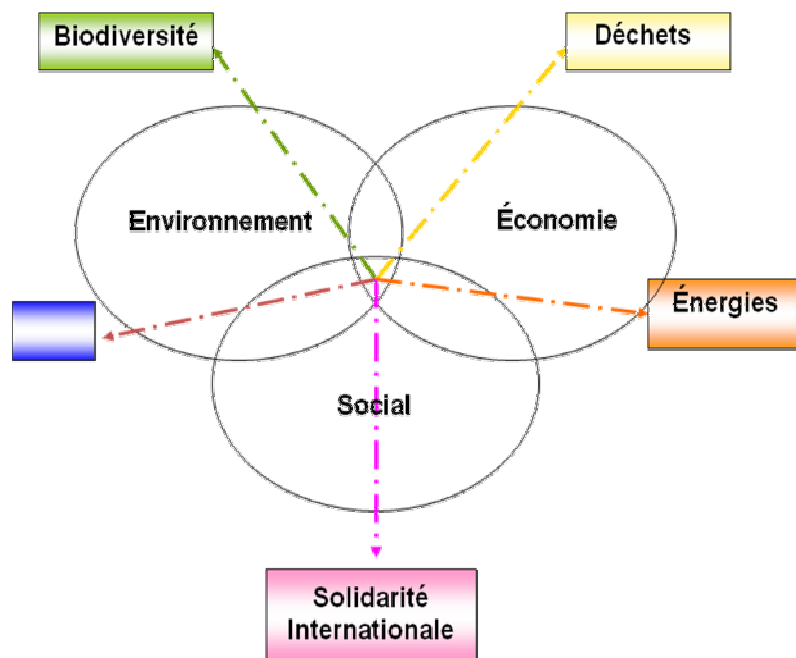 Biodiversité
Déchets
Environnement
Économie
Énergies
Social
Solidarité
Internationale